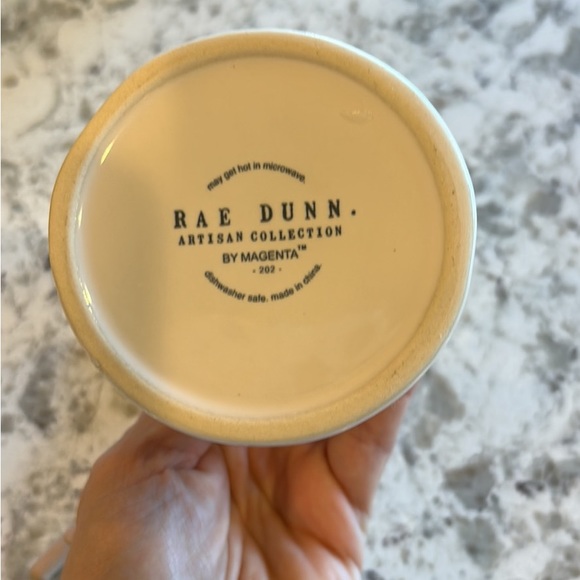 may get hot in microwave.
RAE DUNN.
ARTISAN COLLECTION
BY MAGENTA™
· 202 ·
dishwasher safe. made in china.